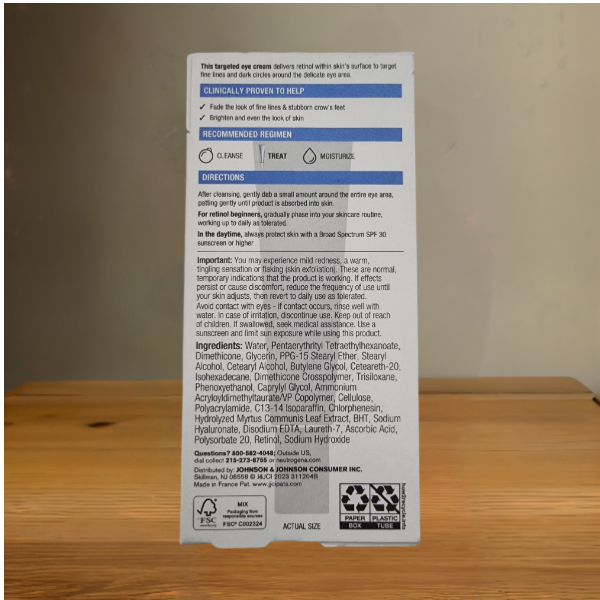 This targeted eye cream delivers retinol within skin's surface to target
fine lines and dark circles around the delicate eye area.
CLINICALLY PROVEN TO HELP
✓ Fade the look of fine lines & stubborn crow's feet
✓ Brighten and even the look of skin
RECOMMENDED REGIMEN
CLEANSE TREAT MOISTURIZE
DIRECTIONS
After cleansing, gently dab a small amount around the entire eye area,
patting gently until product is absorbed into skin.
For retinol beginners, gradually phase into your skincare routine,
working up to daily as tolerated.
In the daytime, always protect skin with a Broad Spectrum SPF 30
sunscreen or higher
Important: You may experience mild redness, a warm,
tingling sensation or flaking (skin exfoliation). These are normal,
temporary indications that the product is working. If effects
persist or cause discomfort, reduce the frequency of use until
your skin adjusts, then revert to daily use as tolerated.
Avoid contact with eyes - if contact occurs, rinse well with
water. In case of irritation, discontinue use. Keep out of reach
of children. If swallowed, seek medical assistance. Use a
sunscreen and limit sun exposure while using this product.
Ingredients: Water, Pentaerythrityl Tetraethylhexanoate,
Dimethicone, Glycerin, PPG-15 Stearyl Ether, Stearyl
Alcohol, Cetearyl Alcohol, Butylene Glycol, Ceteareth-20,
Isohexadecane, Dimethicone Crosspolymer, Trisiloxane,
Phenoxyethanol, Caprylyl Glycol, Ammonium
Acryloyldimethyltaurate/VP Copolymer, Cellulose,
Polyacrylamide, C13-14 Isoparaffin, Chlorphenesin,
Hydrolyzed Myrtus Communis Leaf Extract, BHT, Sodium
Hyaluronate, Disodium EDTA, Laureth-7, Ascorbic Acid,
Polysorbate 20, Retinol, Sodium Hydroxide
Questions? 800-582-4048; Outside US,
dial collect 215-273-8755 or neutrogena.com
Distributed by: JOHNSON & JOHNSON CONSUMER INC.
Skillman, NJ 08558 © J&JCI 2023 311204B
Made in France Pat. www.jjcipats.com
FSC
MIX
Packaging from
responsible sources
FSC® C002324
ACTUAL SIZE
PAPER PLASTIC
BOX TUBE
how2recycle.info